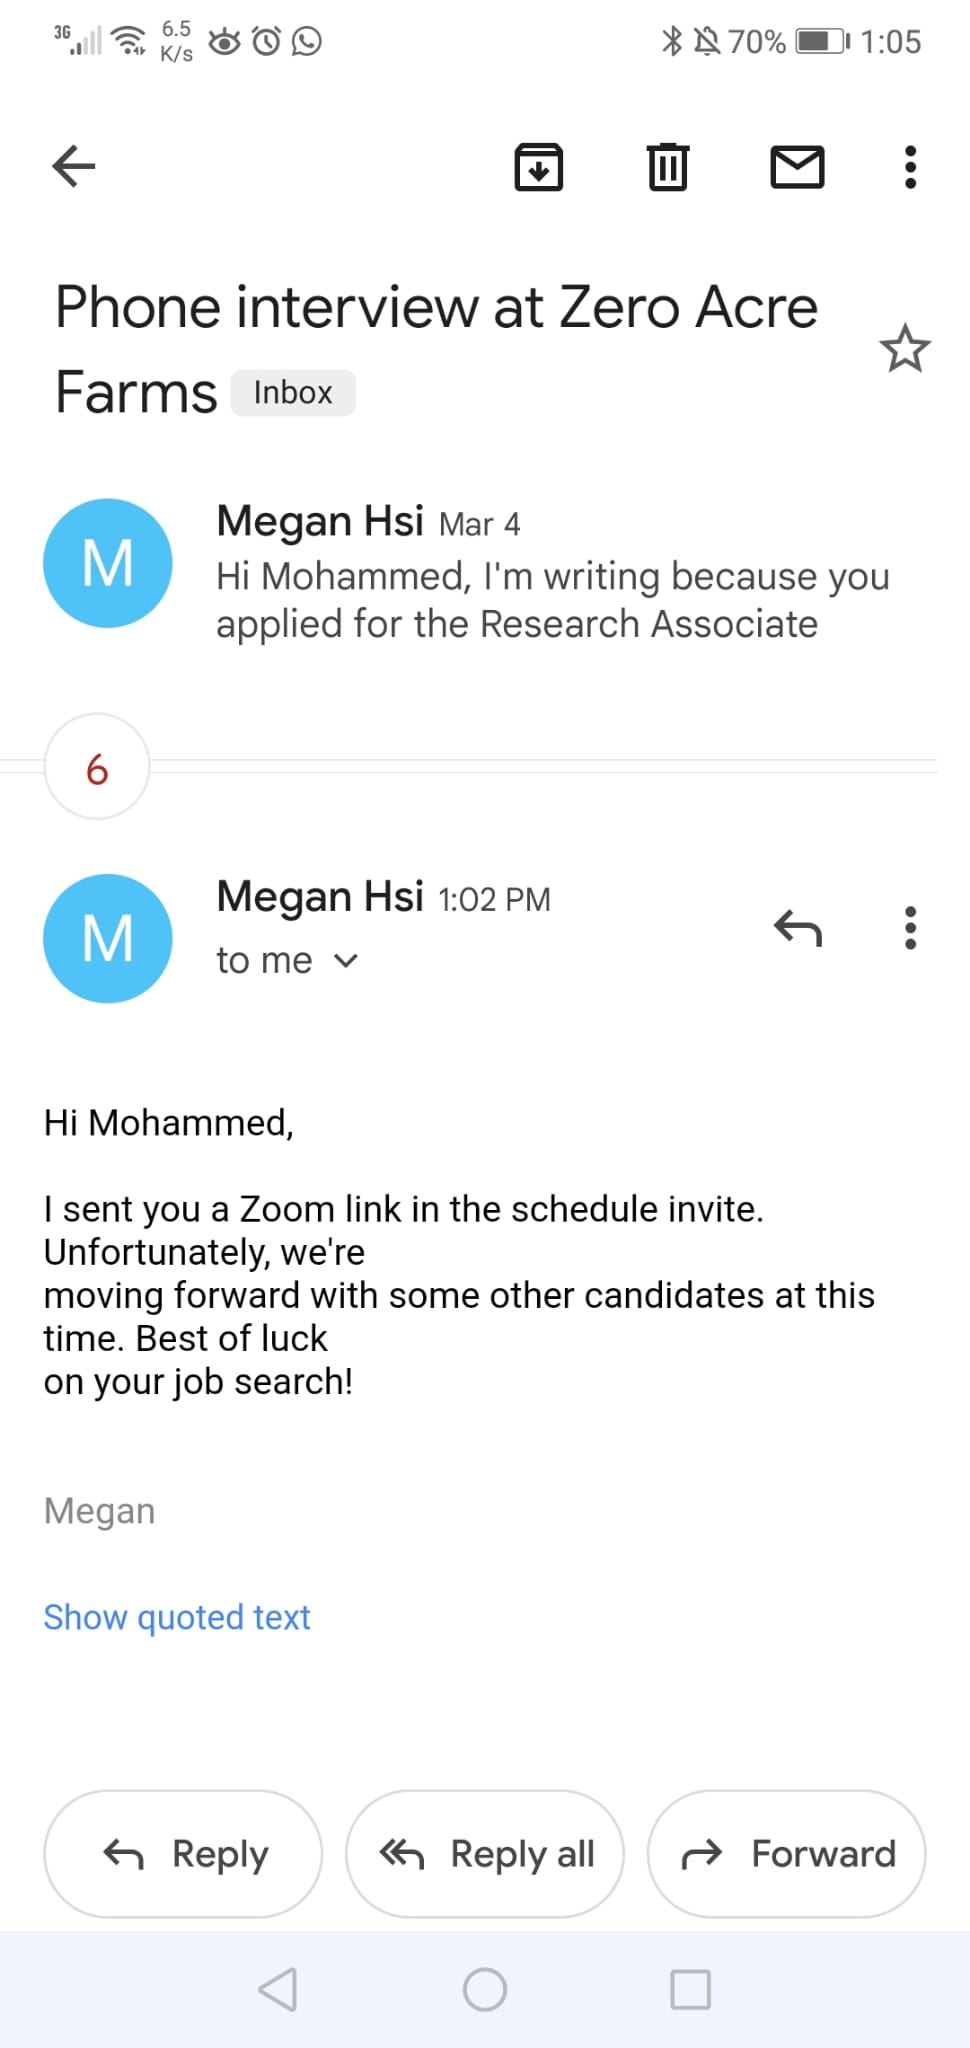 3G 6.5 K/s 70% 1:05
Phone interview at Zero Acre
Farms Inbox
M
Megan Hsi Mar 4
Hi Mohammed, I'm writing because you
applied for the Research Associate
6
M
Megan Hsi 1:02 PM
to me
Hi Mohammed,
I sent you a Zoom link in the schedule invite.
Unfortunately, we're
moving forward with some other candidates at this
time. Best of luck
on your job search!
Megan
Show quoted text
Reply Reply all Forward